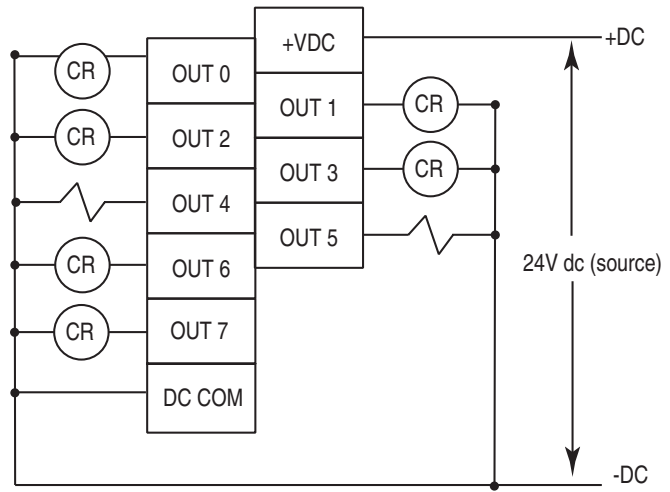 +VDC
+DC
CR
OUT 0
OUT 1
CR
CR
OUT 2
OUT 3
CR
OUT 4
OUT 5
CR
OUT 6
24V dc (source)
CR
OUT 7
DC COM
-DC